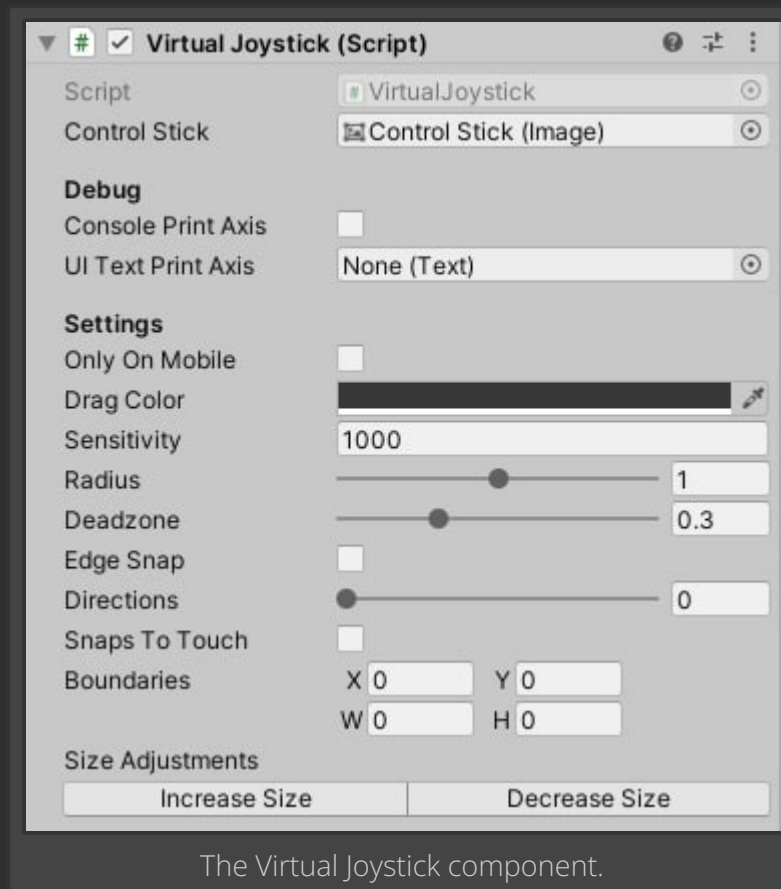 # Virtual Joystick (Script)
Script # VirtualJoystick
Control Stick Control Stick (Image)
Debug
Console Print Axis
UI Text Print Axis None (Text)
Settings
Only On Mobile
Drag Color
Sensitivity 1000
Radius 1
Deadzone 0.3
Edge Snap
Directions 0
Snaps To Touch
Boundaries X 0 Y 0
W 0 H 0
Size Adjustments
Increase Size Decrease Size
The Virtual Joystick component.